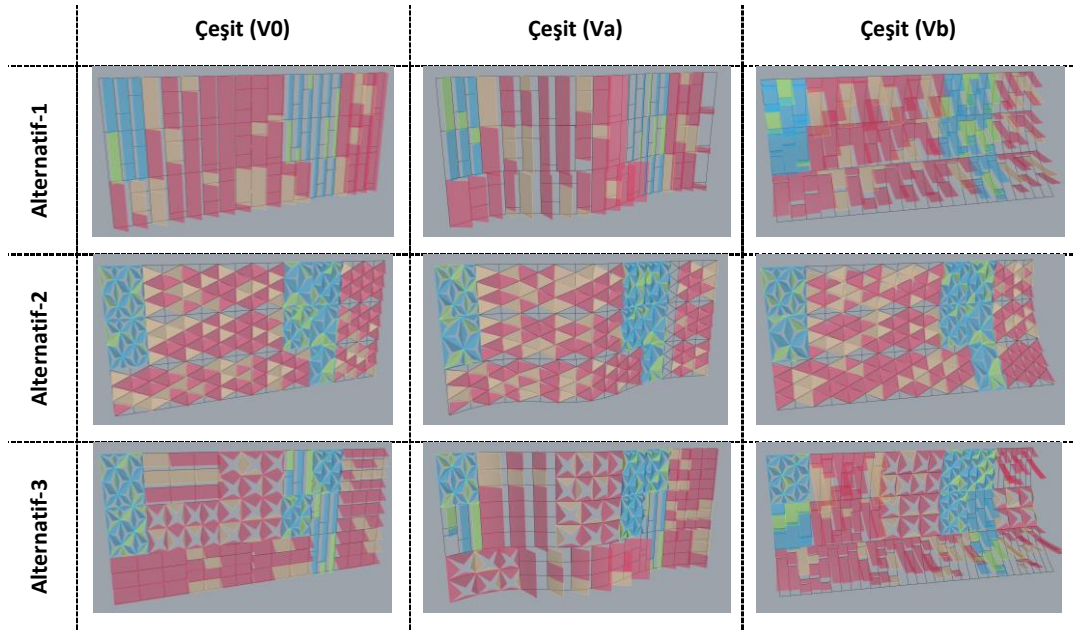 Çeşit (V0)
Çeşit (Va)
Çeşit (Vb)
Alternatif-1
Alternatif-2
Alternatif-3